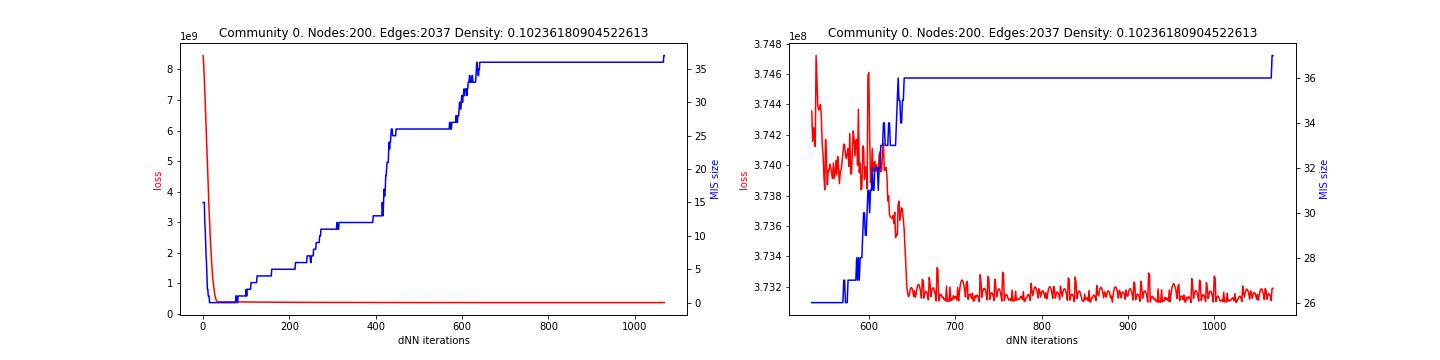 Community 0. Nodes:200. Edges:2037 Density: 0.10236180904522613
1e9
8
7
6
5
4
3
2
1
0
loss
35
30
25
20
15
10
5
0
MIS size
0 200 400 600 800 1000
dNN iterations
Community 0. Nodes:200. Edges:2037 Density: 0.10236180904522613
1e8
3.748
3.746
3.744
3.742
3.740
3.738
3.736
3.734
3.732
loss
36
34
32
30
28
26
MIS size
600 700 800 900 1000
dNN iterations